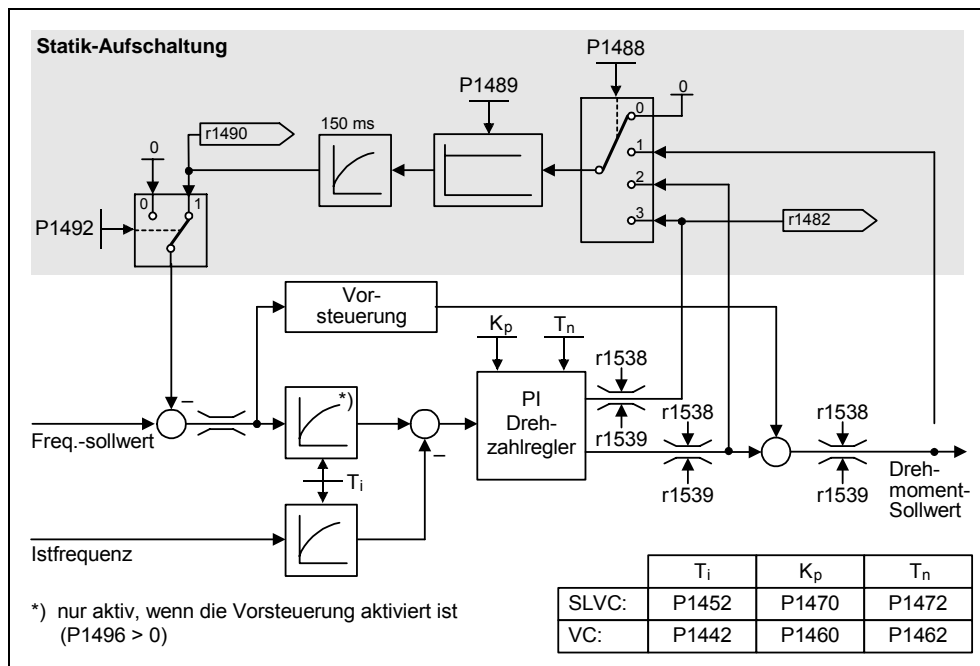 Statik-Aufschaltung
P1488
0
P1489
0
150 ms
r1490
1
0
2
0
1
3
r1482
P1492
Vor-
steuerung
Kp
Tn
r1538
*)
PI
Dreh-
zahlregler
r1538
r1538
–
Freq.-sollwert
r1539
–
Ti
r1539
r1539
Dreh-
moment-
Sollwert
Istfrequenz
Ti Kp Tn
*) nur aktiv, wenn die Vorsteuerung aktiviert ist
(P1496 > 0)
SLVC: P1452 P1470 P1472
VC: P1442 P1460 P1462